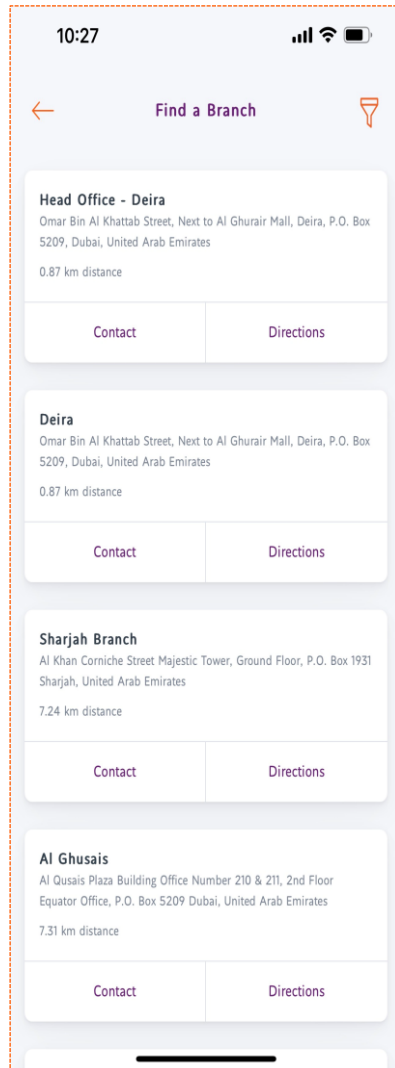 10:27
Find a Branch
Head Office - Deira
Omar Bin Al Khattab Street, Next to Al Ghurair Mall, Deira, P.O. Box
5209, Dubai, United Arab Emirates
0.87 km distance
Contact Directions
Deira
Omar Bin Al Khattab Street, Next to Al Ghurair Mall, Deira, P.O. Box
5209, Dubai, United Arab Emirates
0.87 km distance
Contact Directions
Sharjah Branch
Al Khan Corniche Street Majestic Tower, Ground Floor, P.O. Box 1931
Sharjah, United Arab Emirates
7.24 km distance
Contact Directions
Al Ghusais
Al Qusais Plaza Building Office Number 210 & 211, 2nd Floor
Equator Office, P.O. Box 5209 Dubai, United Arab Emirates
7.31 km distance
Contact Directions